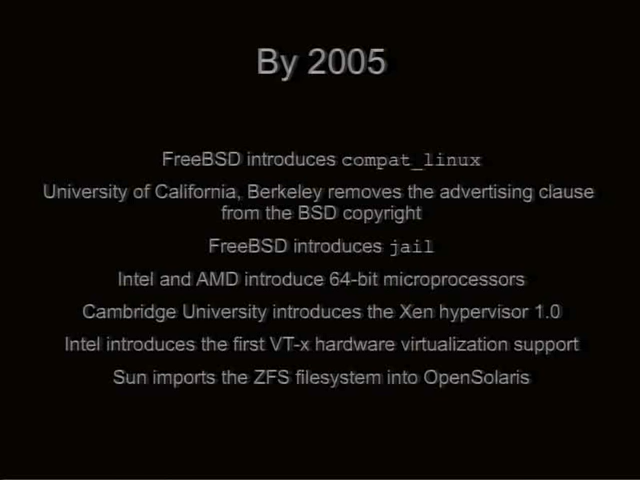 By 2005
FreeBSD introduces compat_linux
University of California, Berkeley removes the advertising clause
from the BSD copyright
FreeBSD introduces jail
Intel and AMD introduce 64-bit microprocessors
Cambridge University introduces the Xen hypervisor 1.0
Intel introduces the first VT-x hardware virtualization support
Sun imports the ZFS filesystem into OpenSolaris